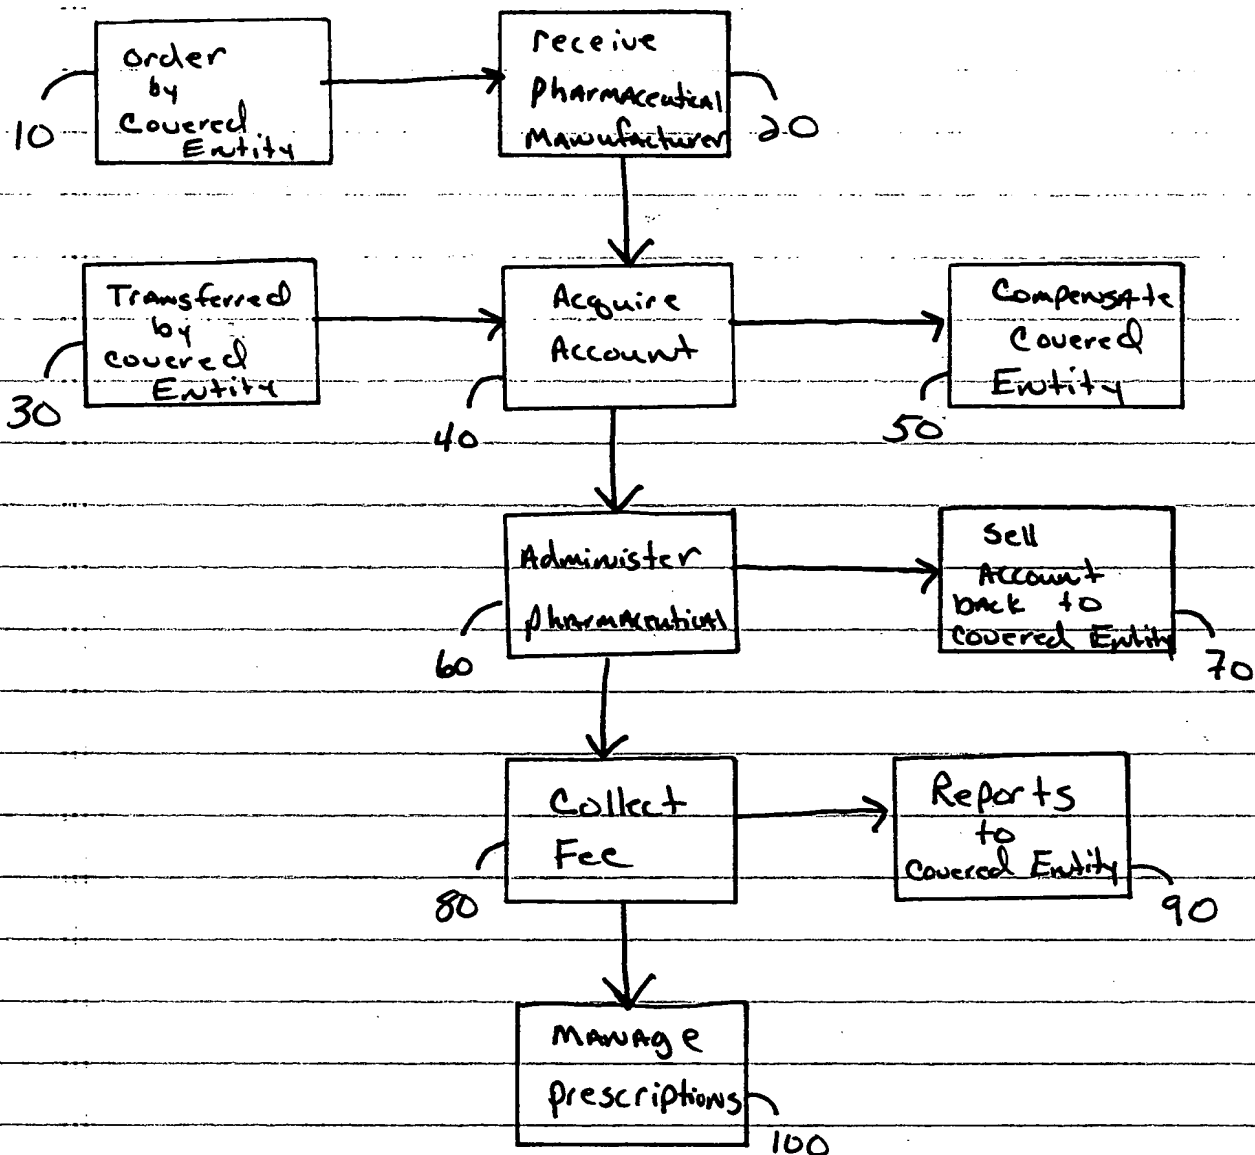 order
by
Covered
Entity
10
receive
pharmaceutical
Manufacturer
20
Transferred
by
covered
Entity
30
Acquire
Account
40
Compensate
Covered
Entity
50
Administer
pharmaceutical
60
Sell
Account
back to
covered Entity
70
Collect
Fee
80
Reports
to
covered Entity
90
Manage
prescriptions
100